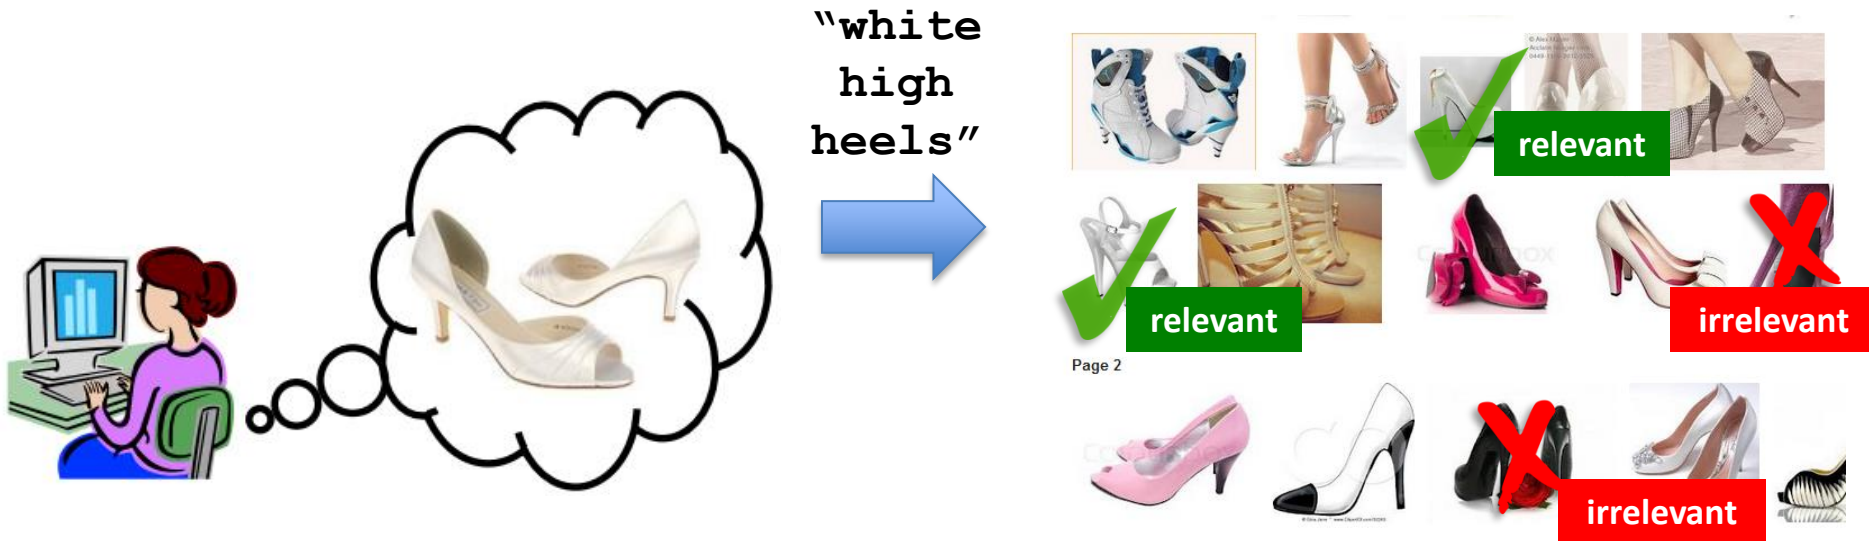 “white
high
heels”
relevant
relevant
irrelevant
Page 2
irrelevant